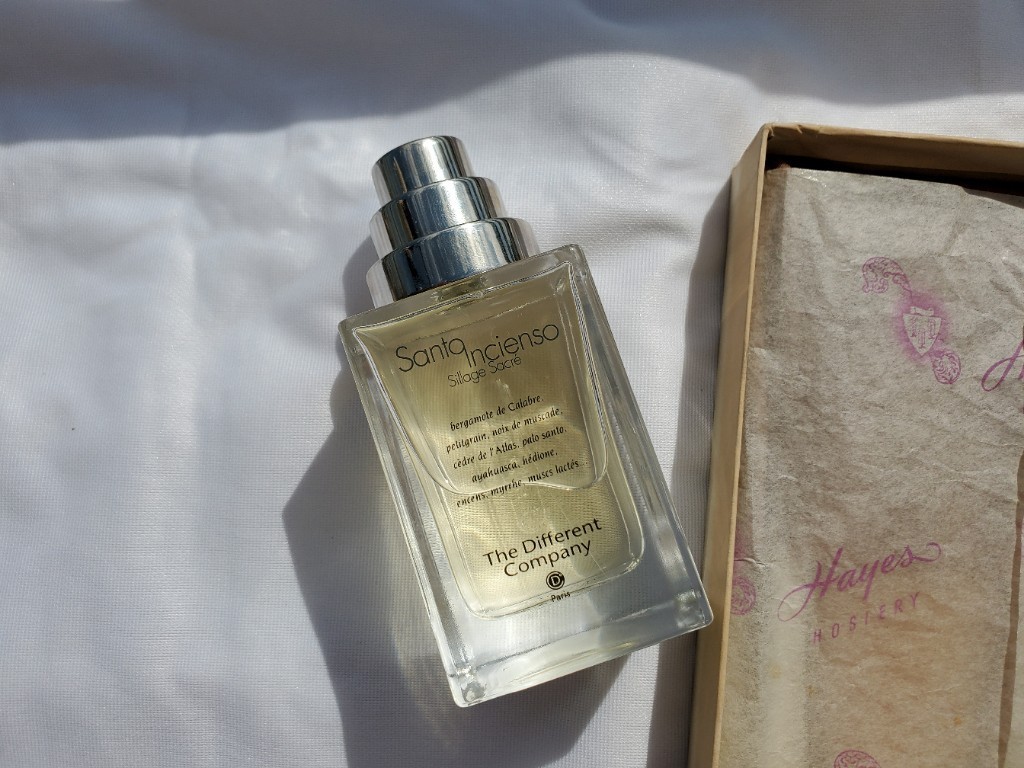 Santo Incienso
Sillage Sacré
bergamote de Calabre,
petitgrain, noix de muscade,
cèdre de l'Atlas, palo santo,
ayahuasca, hédione,
encens, myrrhe, muscs lactés
The Different
Company
D
Paris
Hayes
HOSIERY